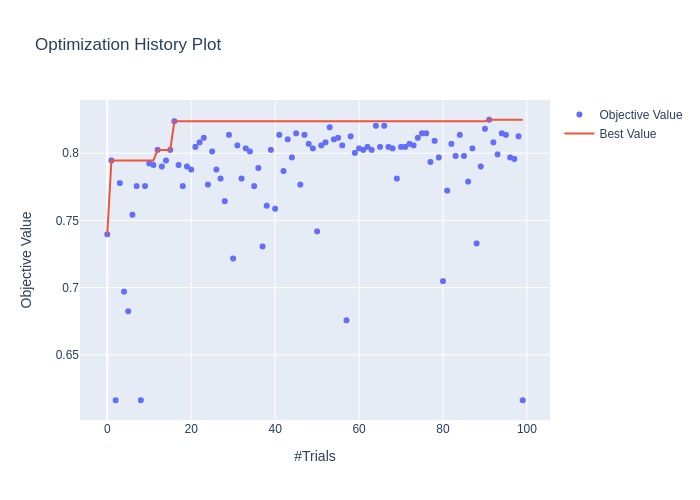 Optimization History Plot
Objective Value
Best Value
0.8
0.75
0.7
0.65
Objective Value
0
20
40
60
80
100
#Trials